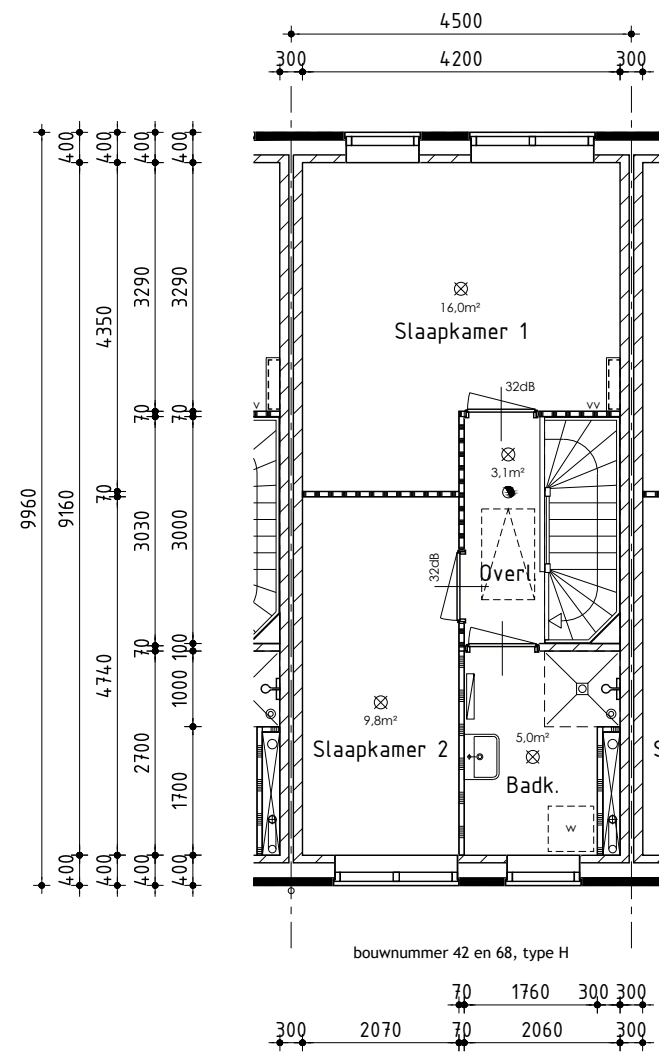 4500
300 4200 300
400 400 400 400
3290 3290
4350
16,0m²
Slaapkamer 1
32dB
v vv
70 70
3,1m²
9960 9160 70 3030 3000
32dB
Overl.
70 100
4740 1000
9,8m² 5,0m²
Slaapkamer 2 S
2700 1700
Badk.
w
400 400 400 400
bouwnummer 42 en 68, type H
70 1760 300 300
300 2070 70 2060 300